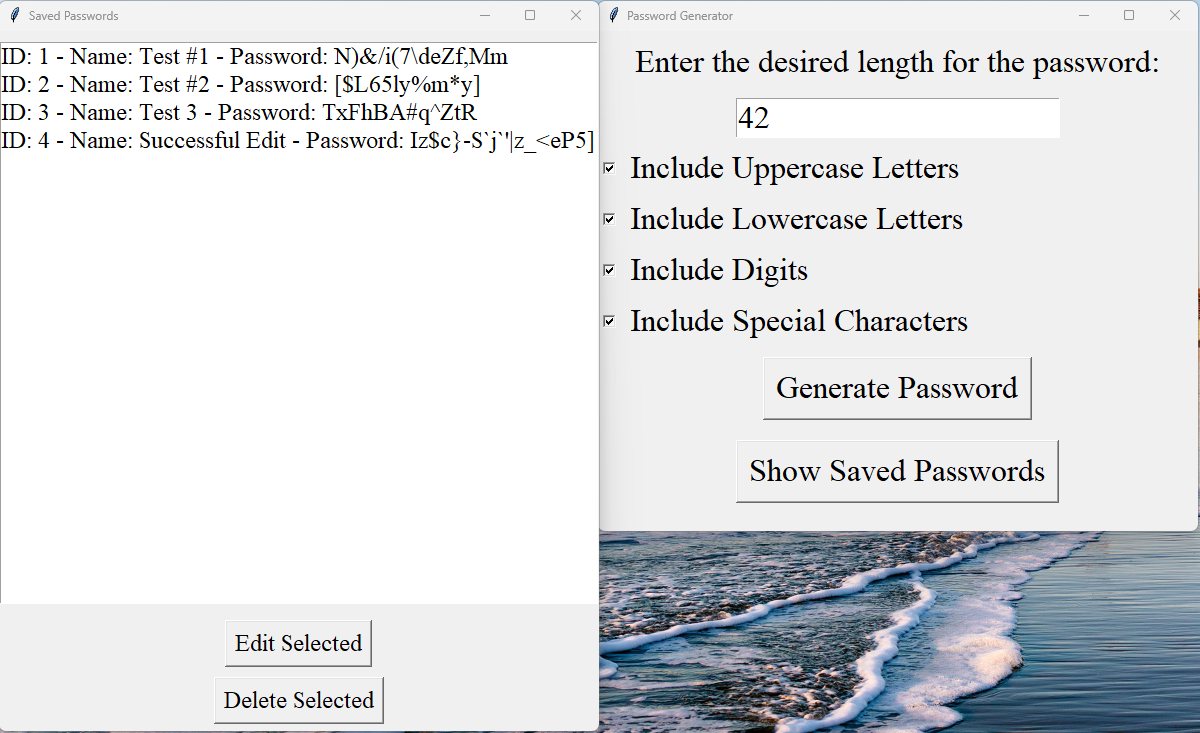 Saved Passwords
ID: 1 - Name: Test #1 - Password: N)&/i(7\deZf,Mm
ID: 2 - Name: Test #2 - Password: [$L65ly%m*y]
ID: 3 - Name: Test 3 - Password: TxFhBA#q^ZtR
ID: 4 - Name: Successful Edit - Password: Iz$c}-S`j`'|z_<eP5]
Edit Selected
Delete Selected
Password Generator
Enter the desired length for the password:
42
Include Uppercase Letters
Include Lowercase Letters
Include Digits
Include Special Characters
Generate Password
Show Saved Passwords